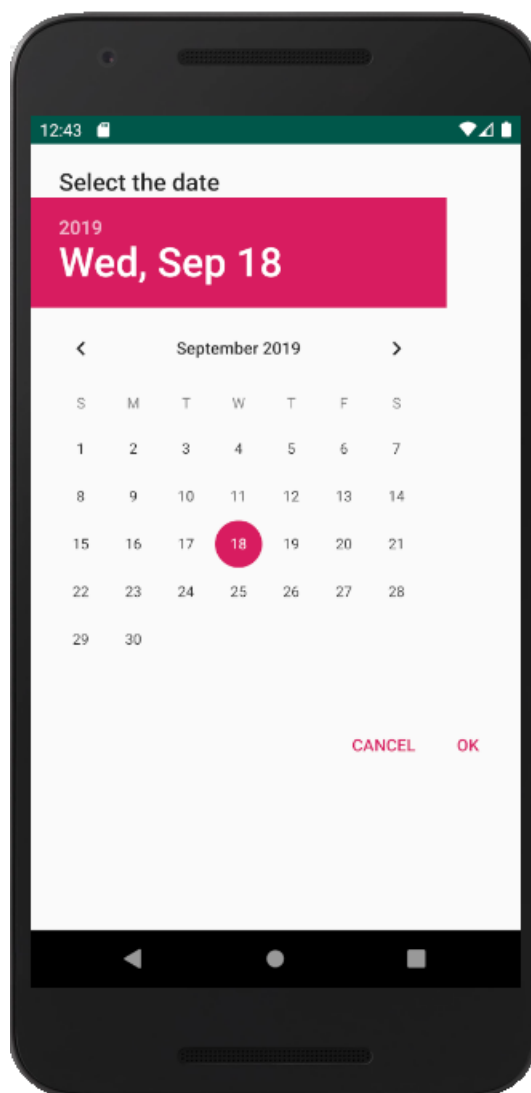 12:43
Select the date
2019
Wed, Sep 18
September 2019
S M T W T F S
1 2 3 4 5 6 7
8 9 10 11 12 13 14
15 16 17 18 19 20 21
22 23 24 25 26 27 28
29 30
CANCEL OK